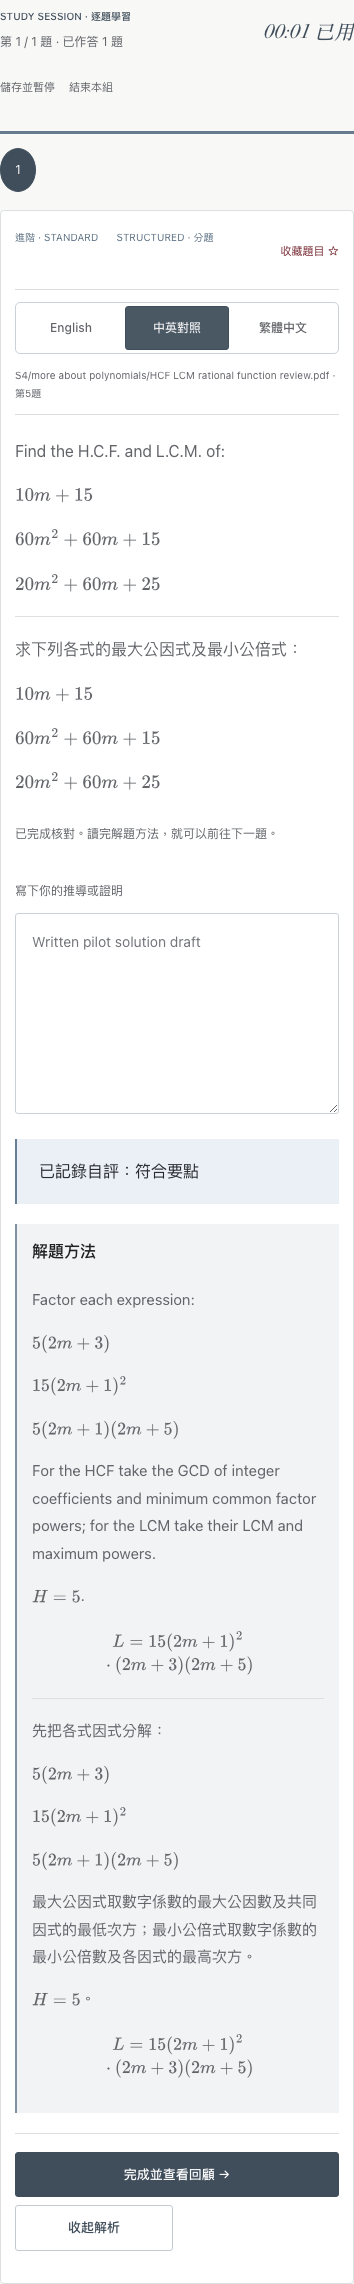 STUDY SESSION · 逐題學習
00:01 已用
第 1 / 1 題 · 已作答 1 題
儲存並暫停 結束本組
1
進階 · STANDARD STRUCTURED · 分題
收藏題目 ☆
English 中英對照 繁體中文
S4/more about polynomials/HCF LCM rational function review.pdf ·
第5題
Find the H.C.F. and L.C.M. of:
10m + 15
60m² + 60m + 15
20m² + 60m + 25
求下列各式的最大公因式及最小公倍式：
10m + 15
60m² + 60m + 15
20m² + 60m + 25
已完成核對。讀完解題方法，就可以前往下一題。
寫下你的推導或證明
Written pilot solution draft
已記錄自評：符合要點
解題方法
Factor each expression:
5(2m + 3)
15(2m + 1)²
5(2m + 1)(2m + 5)
For the HCF take the GCD of integer
coefficients and minimum common factor
powers; for the LCM take their LCM and
maximum powers.
H = 5.
L = 15(2m + 1)²
· (2m + 3)(2m + 5)
先把各式因式分解：
5(2m + 3)
15(2m + 1)²
5(2m + 1)(2m + 5)
最大公因式取數字係數的最大公因數及共同
因式的最低次方；最小公倍式取數字係數的
最小公倍數及各因式的最高次方。
H = 5。
L = 15(2m + 1)²
· (2m + 3)(2m + 5)
完成並查看回顧 →
收起解析